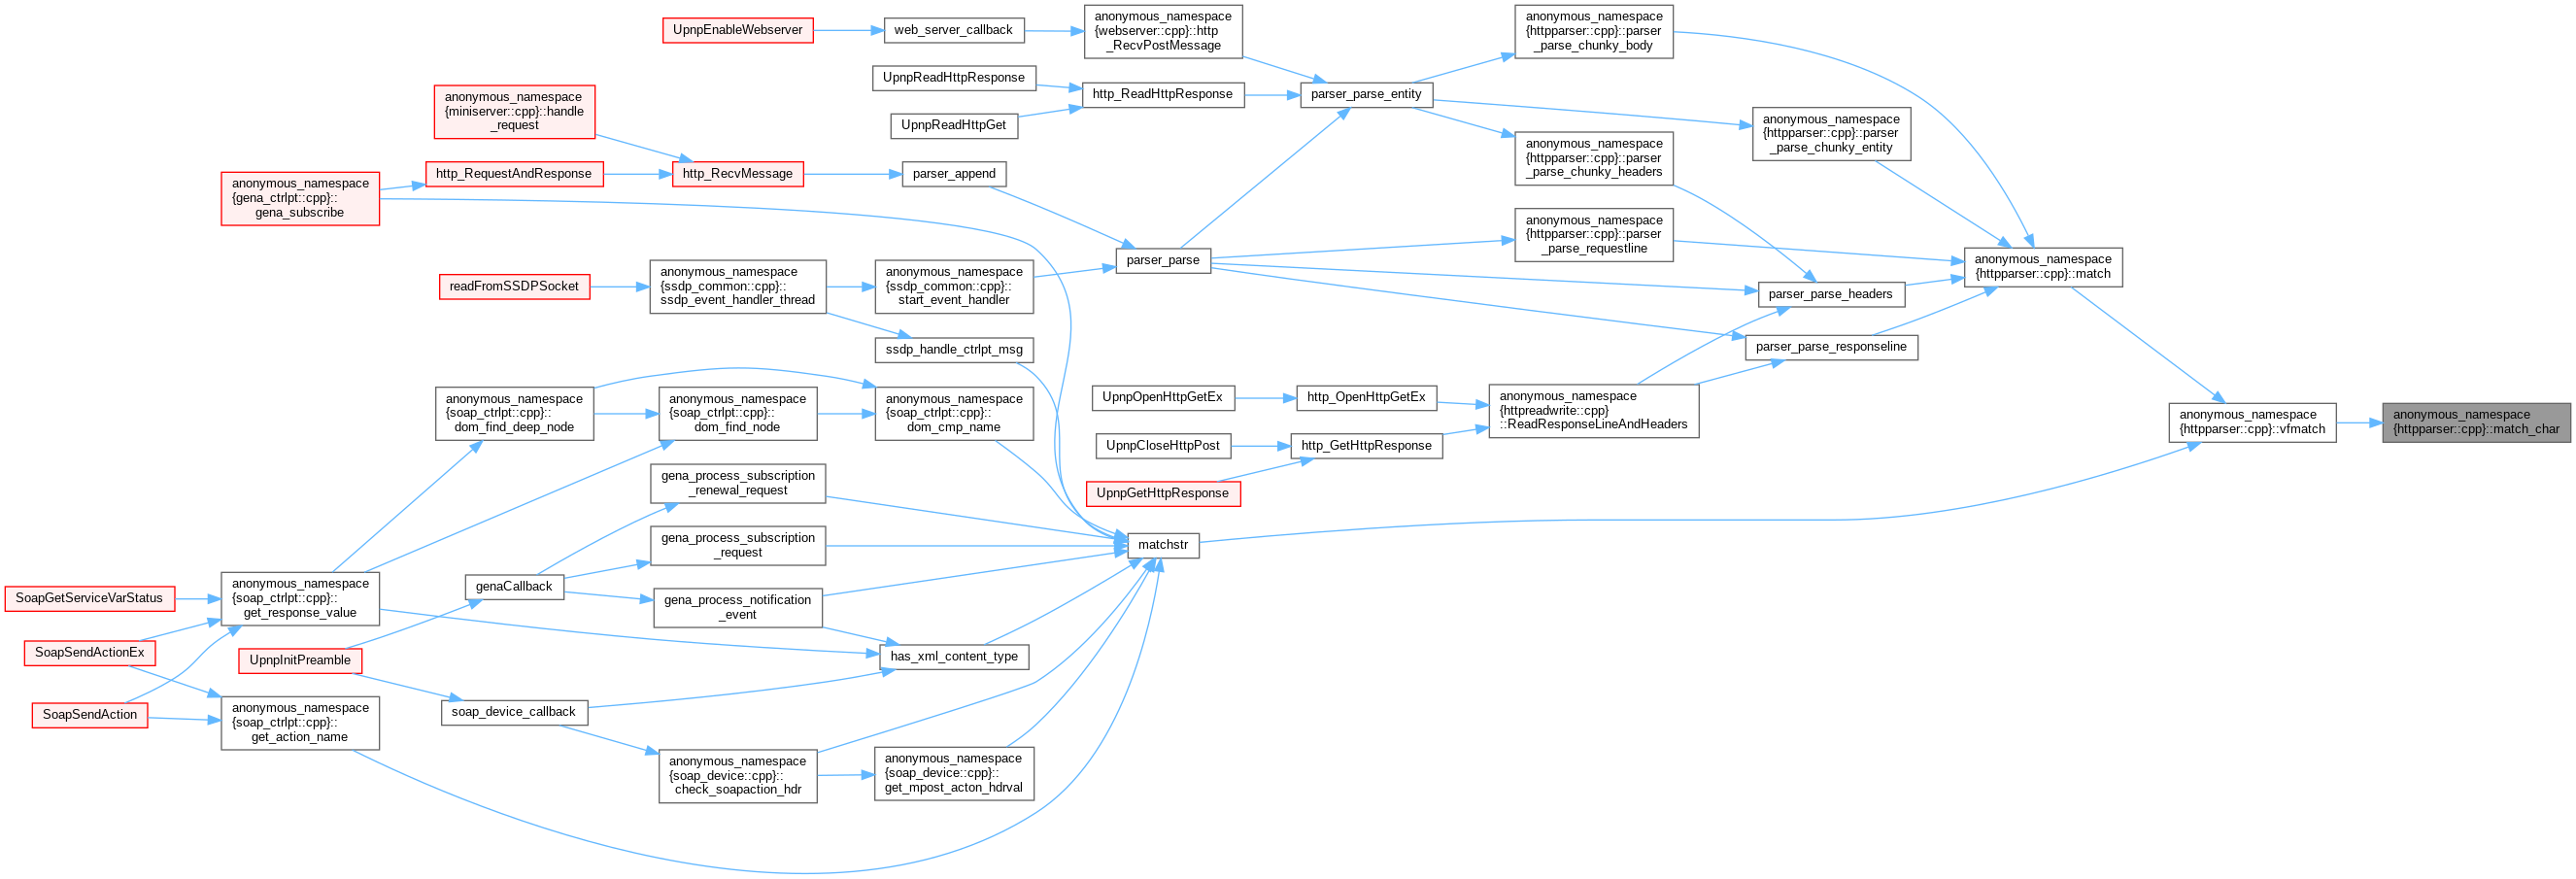 UpnpEnableWebserver
web_server_callback
anonymous_namespace
{webserver::cpp}::http
_RecvPostMessage
anonymous_namespace
{httpparser::cpp}::parser
_parse_chunky_body
UpnpReadHttpResponse
http_ReadHttpResponse
parser_parse_entity
anonymous_namespace
{miniserver::cpp}::handle
_request
UpnpReadHttpGet
anonymous_namespace
{httpparser::cpp}::parser
_parse_chunky_entity
anonymous_namespace
{httpparser::cpp}::parser
_parse_chunky_headers
http_RequestAndResponse
http_RecvMessage
parser_append
anonymous_namespace
{gena_ctrlpt::cpp}::
gena_subscribe
anonymous_namespace
{httpparser::cpp}::parser
_parse_requestline
parser_parse
anonymous_namespace
{httpparser::cpp}::match
readFromSSDPSocket
anonymous_namespace
{ssdp_common::cpp}::
ssdp_event_handler_thread
anonymous_namespace
{ssdp_common::cpp}::
start_event_handler
parser_parse_headers
ssdp_handle_ctrlpt_msg
parser_parse_responseline
anonymous_namespace
{soap_ctrlpt::cpp}::
dom_find_deep_node
anonymous_namespace
{soap_ctrlpt::cpp}::
dom_find_node
anonymous_namespace
{soap_ctrlpt::cpp}::
dom_cmp_name
UpnpOpenHttpGetEx
http_OpenHttpGetEx
anonymous_namespace
{httpreadwrite::cpp}
::ReadResponseLineAndHeaders
anonymous_namespace
{httpparser::cpp}::vfmatch
anonymous_namespace
{httpparser::cpp}::match_char
UpnpCloseHttpPost
http_GetHttpResponse
UpnpGetHttpResponse
gena_process_subscription
_renewal_request
gena_process_subscription
_request
matchstr
anonymous_namespace
{soap_ctrlpt::cpp}::
get_response_value
genaCallback
gena_process_notification
_event
SoapGetServiceVarStatus
SoapSendActionEx
UpnpInitPreamble
has_xml_content_type
SoapSendAction
anonymous_namespace
{soap_ctrlpt::cpp}::
get_action_name
soap_device_callback
anonymous_namespace
{soap_device::cpp}::
check_soapaction_hdr
anonymous_namespace
{soap_device::cpp}::
get_mpost_acton_hdrval